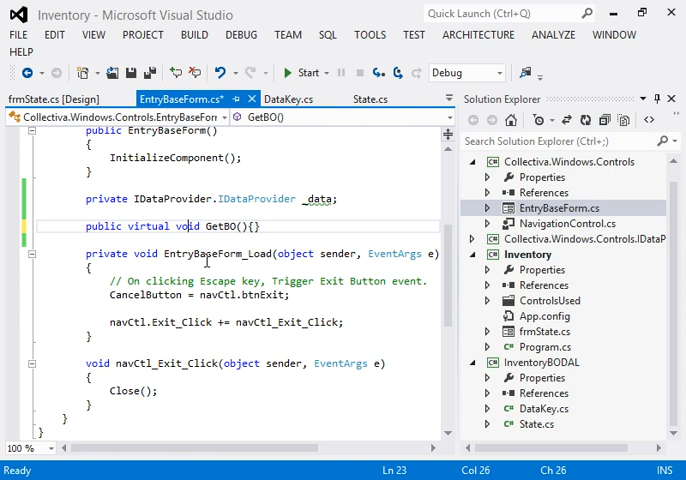 Inventory - Microsoft Visual Studio
Quick Launch (Ctrl+Q)
FILE EDIT VIEW PROJECT BUILD DEBUG TEAM SQL TOOLS TEST ARCHITECTURE ANALYZE WINDOW
HELP
Start Debug
frmState.cs [Design] EntryBaseForm.cs* DataKey.cs State.cs
Collectiva.Windows.Controls.EntryBaseForr GetBO()
public EntryBaseForm()
{
InitializeComponent();
}
private IDataProvider.IDataProvider _data;
public virtual void GetBO(){}
private void EntryBaseForm_Load(object sender, EventArgs e)
{
// On clicking Escape key, Trigger Exit Button event.
CancelButton = navCtl.btnExit;
navCtl.Exit_Click += navCtl_Exit_Click;
}
void navCtl_Exit_Click(object sender, EventArgs e)
{
Close();
}
}
}
100 %
Solution Explorer
Search Solution Explorer (Ctrl+;)
Collectiva.Windows.Controls
Properties
References
EntryBaseForm.cs
NavigationControl.cs
Collectiva.Windows.Controls.IDataP
Inventory
Properties
References
ControlsUsed
App.config
frmState.cs
Program.cs
InventoryBODAL
Properties
References
DataKey.cs
State.cs
Ready Ln 23 Col 26 Ch 26 INS